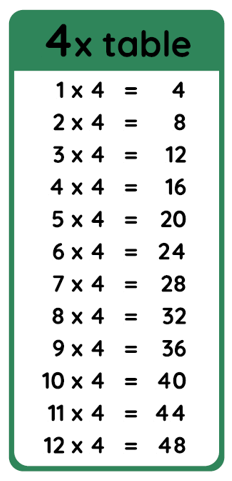 4x table
1 x 4 = 4
2 x 4 = 8
3 x 4 = 12
4 x 4 = 16
5 x 4 = 20
6 x 4 = 24
7 x 4 = 28
8 x 4 = 32
9 x 4 = 36
10 x 4 = 40
11 x 4 = 44
12 x 4 = 48